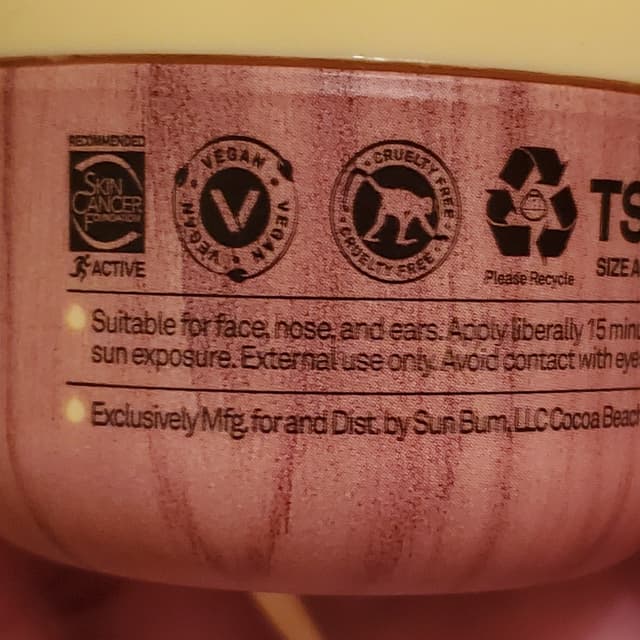 RECOMMENDED
SKIN
CANCER
FOUNDATION
ACTIVE
VEGAN VEGAN VEGAN
V
CRUELTY FREE CRUELTY FREE
Please Recycle
TS
SIZE A
Suitable for face, nose, and ears. Apply liberally 15 min
sun exposure. External use only. Avoid contact with eye
Exclusively Mfg. for and Dist. by Sun Bum, LLC Cocoa Beac